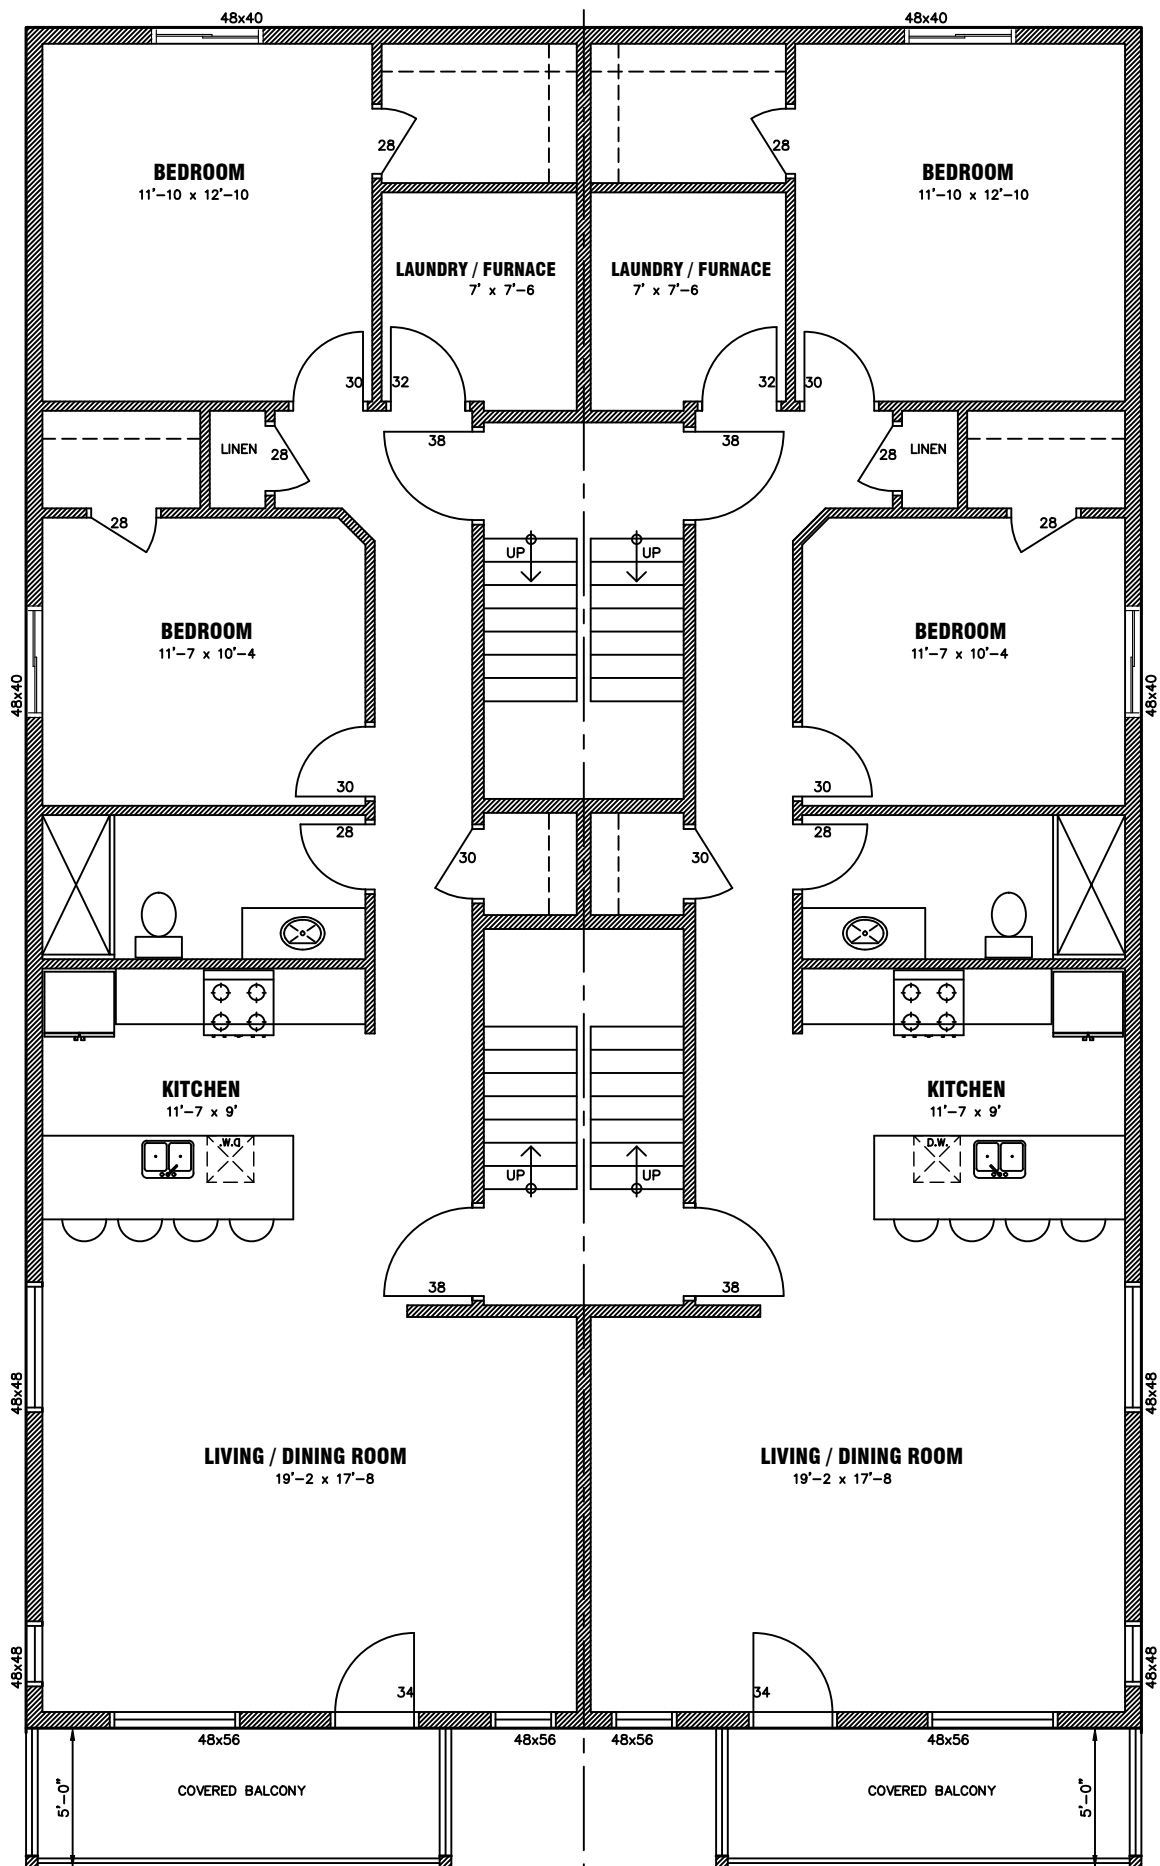 48x40
48x40
28
28
BEDROOM
11'-10 x 12'-10
BEDROOM
11'-10 x 12'-10
LAUNDRY / FURNACE
7' x 7'-6
LAUNDRY / FURNACE
7' x 7'-6
30
32
32
30
38
38
LINEN
28
28
LINEN
28
28
UP
UP
BEDROOM
11'-7 x 10'-4
BEDROOM
11'-7 x 10'-4
48x40
48x40
30
30
28
28
30
30
KITCHEN
11'-7 x 9'
KITCHEN
11'-7 x 9'
D.W.
D.W.
UP
UP
38
38
48x48
48x48
LIVING / DINING ROOM
19'-2 x 17'-8
LIVING / DINING ROOM
19'-2 x 17'-8
48x48
48x48
34
34
48x56
48x56
48x56
48x56
5'-0"
COVERED BALCONY
COVERED BALCONY
5'-0"